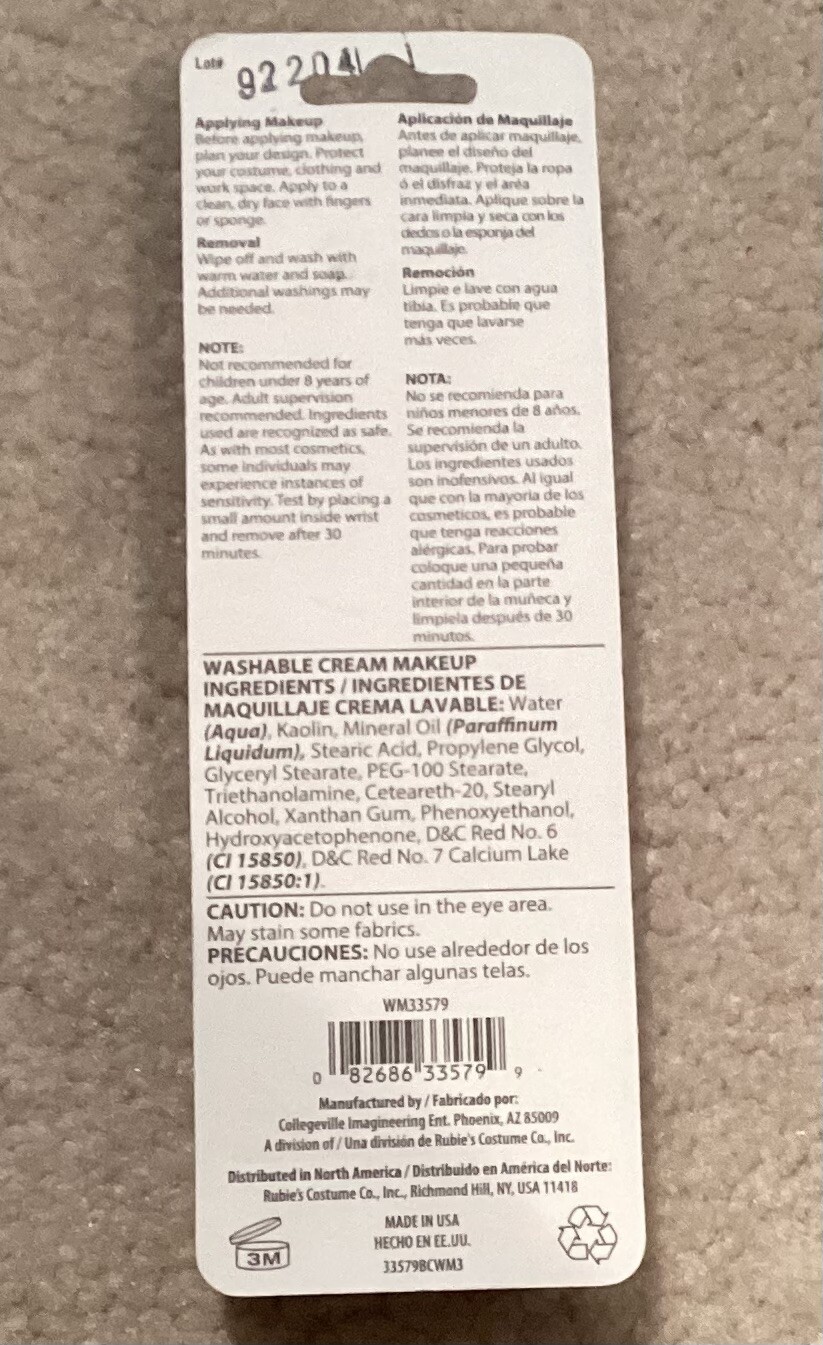 Lot#
92204
Applying Makeup
Before applying makeup,
plan your design. Protect
your costume, clothing and
work space. Apply to a
clean, dry face with fingers
or sponge.
Removal
Wipe off and wash with
warm water and soap.
Additional washings may
be needed.
NOTE:
Not recommended for
children under 8 years of
age. Adult supervision
recommended. Ingredients
used are recognized as safe.
As with most cosmetics,
some individuals may
experience instances of
sensitivity. Test by placing a
small amount inside wrist
and remove after 30
minutes.
Aplicación de Maquillaje
Antes de aplicar maquillaje,
planee el diseño del
maquillaje. Proteja la ropa
ó el disfraz y el aréa
inmediata. Aplique sobre la
cara limpia y seca con los
dedos o la esponja del
maquillaje.
Remoción
Limpie e lave con agua
tibia. Es probable que
tenga que lavarse
más veces.
NOTA:
No se recomienda para
niños menores de 8 años.
Se recomienda la
supervisión de un adulto.
Los ingredientes usados
son inofensivos. Al igual
que con la mayoria de los
cosmeticos, es probable
que tenga reacciones
alérgicas. Para probar
coloque una pequeña
cantidad en la parte
interior de la muñeca y
limpiela después de 30
minutos.
WASHABLE CREAM MAKEUP
INGREDIENTS / INGREDIENTES DE
MAQUILLAJE CREMA LAVABLE: Water
(Aqua), Kaolin, Mineral Oil (Paraffinum
Liquidum), Stearic Acid, Propylene Glycol,
Glyceryl Stearate, PEG-100 Stearate,
Triethanolamine, Ceteareth-20, Stearyl
Alcohol, Xanthan Gum, Phenoxyethanol,
Hydroxyacetophenone, D&C Red No. 6
(CI 15850), D&C Red No. 7 Calcium Lake
(CI 15850:1).
CAUTION: Do not use in the eye area.
May stain some fabrics.
PRECAUCIONES: No use alrededor de los
ojos. Puede manchar algunas telas.
WM33579
0 82686 33579 9
Manufactured by / Fabricado por:
Collegeville Imagineering Ent. Phoenix, AZ 85009
A division of / Una división de Rubie's Costume Co., Inc.
Distributed in North America / Distribuido en América del Norte:
Rubie's Costume Co., Inc., Richmond Hill, NY, USA 11418
MADE IN USA
HECHO EN EE.UU.
33579BCWM3
3M